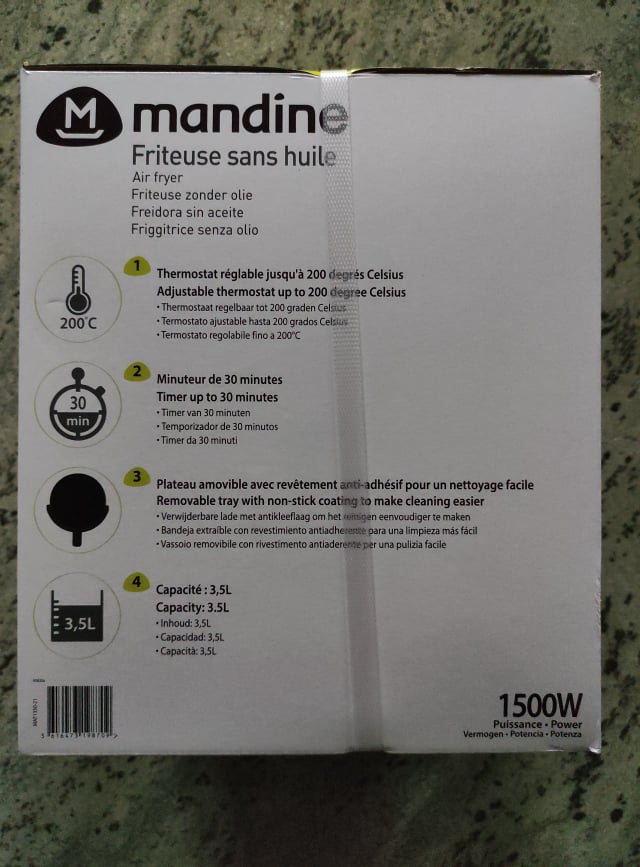 M mandine
Friteuse sans huile
Air fryer
Friteuse zonder olie
Freidora sin aceite
Friggitrice senza olio
200°C
1
Thermostat réglable jusqu'à 200 degrés Celsius
Adjustable thermostat up to 200 degree Celsius
• Thermostaat regelbaar tot 200 graden Celsius
• Termostato ajustable hasta 200 grados Celsius
• Termostato regolabile fino a 200°C
30
min
2
Minuteur de 30 minutes
Timer up to 30 minutes
• Timer van 30 minuten
• Temporizador de 30 minutos
• Timer da 30 minuti
3
Plateau amovible avec revêtement anti-adhésif pour un nettoyage facile
Removable tray with non-stick coating to make cleaning easier
• Verwijderbare lade met antikleeflaag om het reinigen eenvoudiger te maken
• Bandeja extraíble con revestimiento antiadherente para una limpieza más fácil
• Vassoio removibile con rivestimento antiaderente per una pulizia facile
3,5L
4
Capacité : 3,5L
Capacity: 3.5L
• Inhoud: 3,5L
• Capacidad: 3,5L
• Capacità: 3,5L
1500W
Puissance • Power
Vermogen • Potencia • Potenza